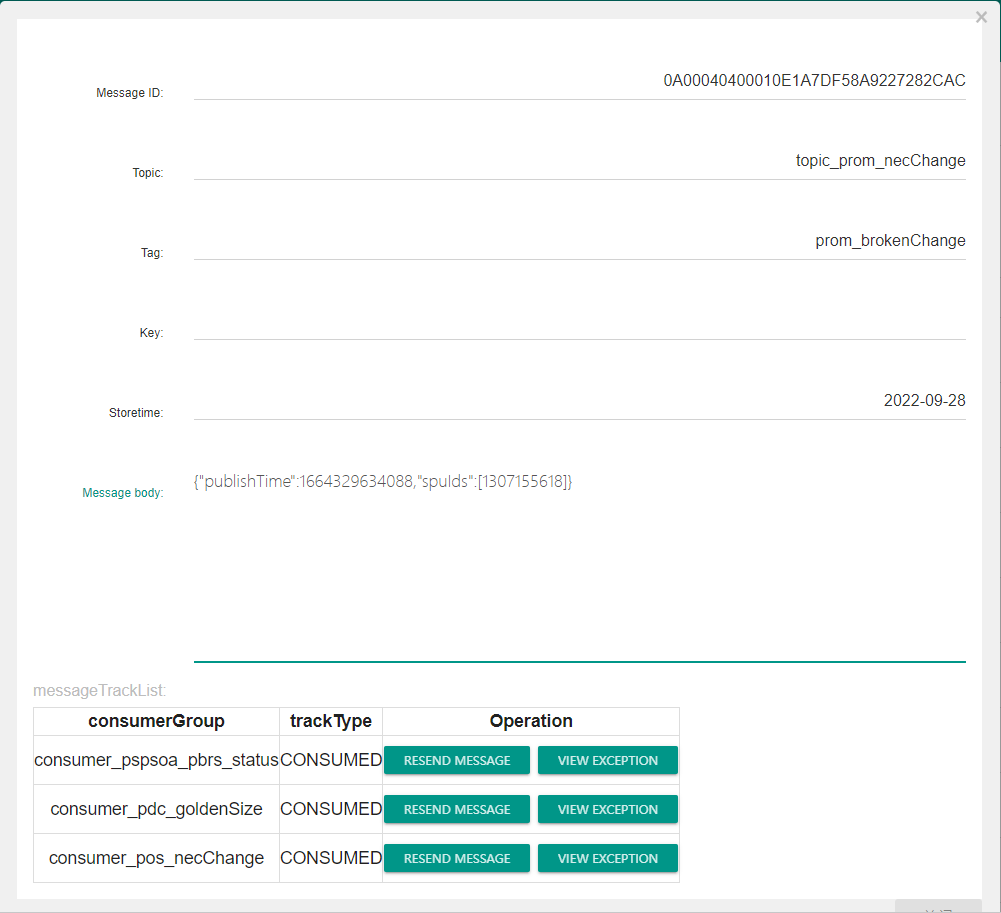 ×
Message ID: 0A00040400010E1A7DF58A9227282CAC
Topic: topic_prom_necChange
Tag: prom_brokenChange
Key:
Storetime: 2022-09-28
Message body: {"publishTime":1664329634088,"spuIds":[1307155618]}
messageTrackList:
consumerGroup trackType Operation
consumer_pspsoa_pbrs_status CONSUMED RESEND MESSAGE VIEW EXCEPTION
consumer_pdc_goldenSize CONSUMED RESEND MESSAGE VIEW EXCEPTION
consumer_pos_necChange CONSUMED RESEND MESSAGE VIEW EXCEPTION